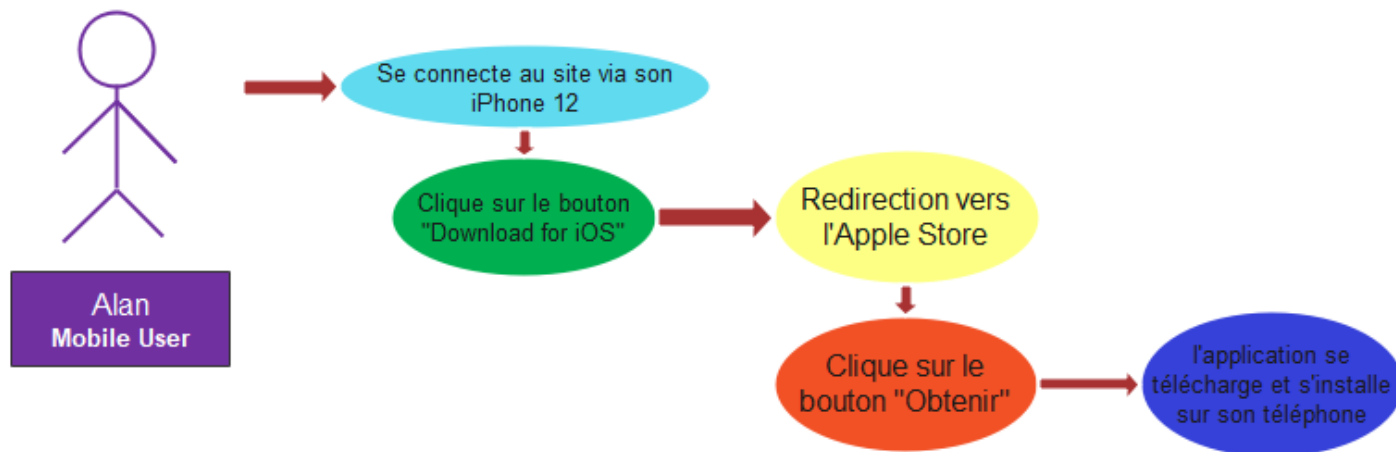 Se connecte au site via son
iPhone 12
Clique sur le bouton
"Download for iOS"
Redirection vers
l'Apple Store
Alan
Mobile User
Clique sur le
bouton "Obtenir"
l'application se
télécharge et s'installe
sur son téléphone